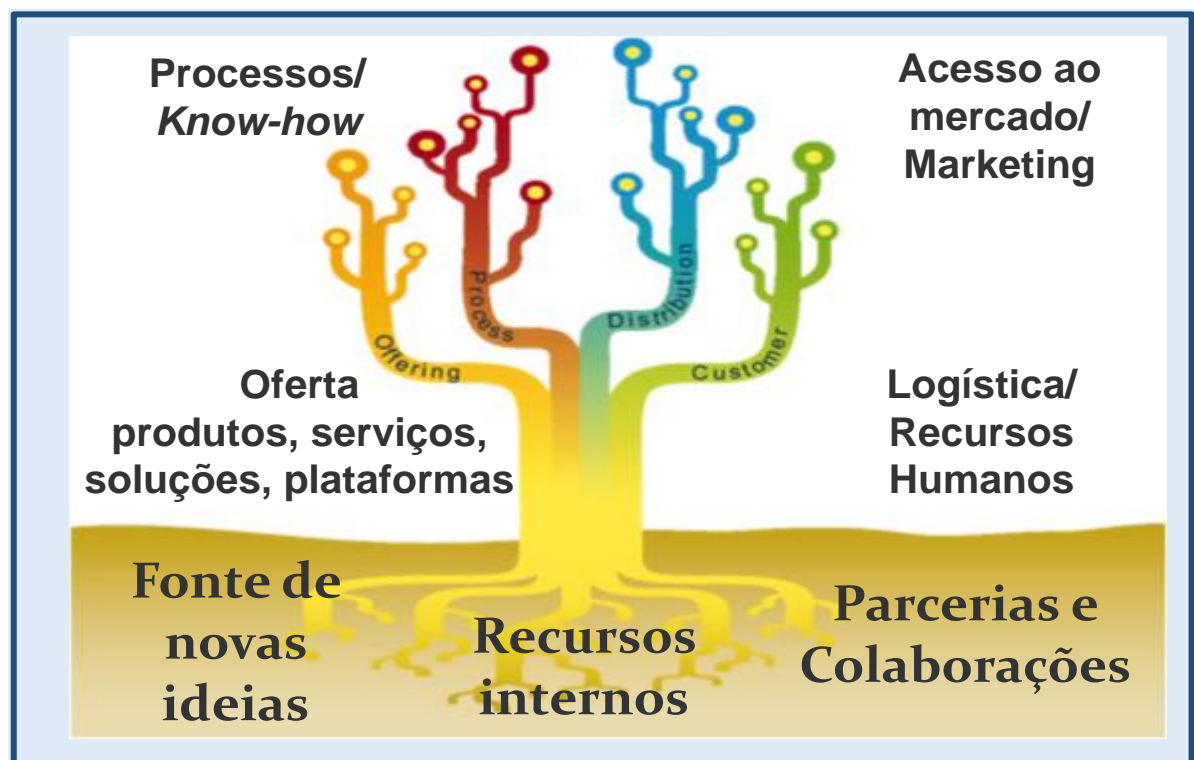 Processos/
Know-how
Acesso ao
mercado/
Marketing
Process
Distribution
Offering
Customer
Oferta
produtos, serviços,
soluções, plataformas
Logística/
Recursos
Humanos
Fonte de
novas
ideias
Recursos
internos
Parcerias e
Colaborações